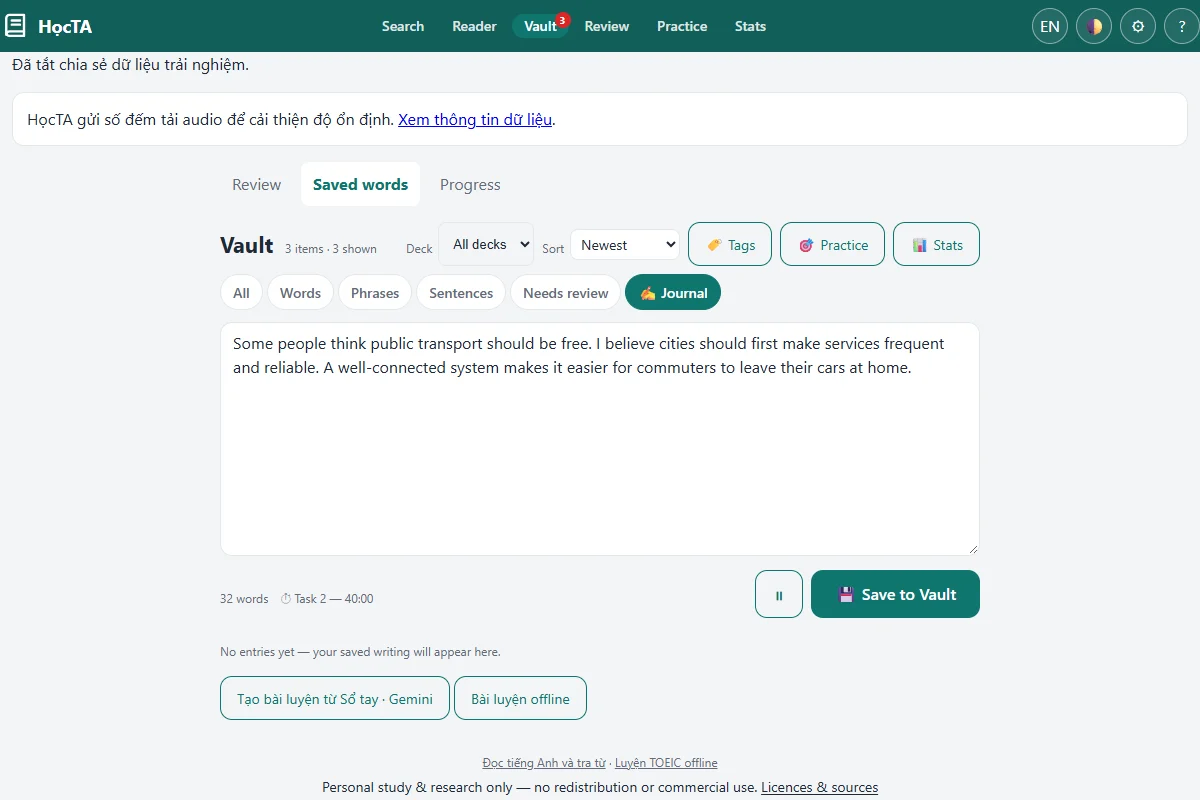 HọcTA
Search Reader Vault 3 Review Practice Stats EN ?
Đã tắt chia sẻ dữ liệu trải nghiệm.
HọcTA gửi số đếm tải audio để cải thiện độ ổn định. Xem thông tin dữ liệu.
Review Saved words Progress
Vault 3 items · 3 shown Deck All decks Sort Newest Tags Practice Stats
All Words Phrases Sentences Needs review Journal
Some people think public transport should be free. I believe cities should first make services frequent
and reliable. A well-connected system makes it easier for commuters to leave their cars at home.
32 words Task 2 — 40:00
Save to Vault
No entries yet — your saved writing will appear here.
Tạo bài luyện từ Sổ tay · Gemini Bài luyện offline
Đọc tiếng Anh và tra từ · Luyện TOEIC offline
Personal study & research only — no redistribution or commercial use. Licences & sources